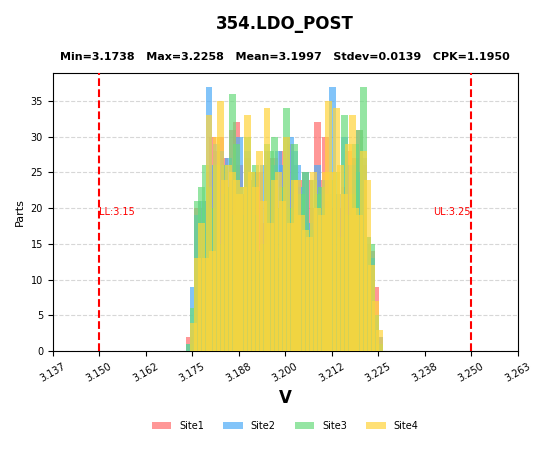 354.LDO_POST
Min=3.1738 Max=3.2258 Mean=3.1997 Stdev=0.0139 CPK=1.1950
35
30
25
20
15
10
5
0
Parts
LL:3.15
UL:3.25
3.137 3.150 3.162 3.175 3.188 3.200 3.212 3.225 3.238 3.250 3.263
V
Site1 Site2 Site3 Site4